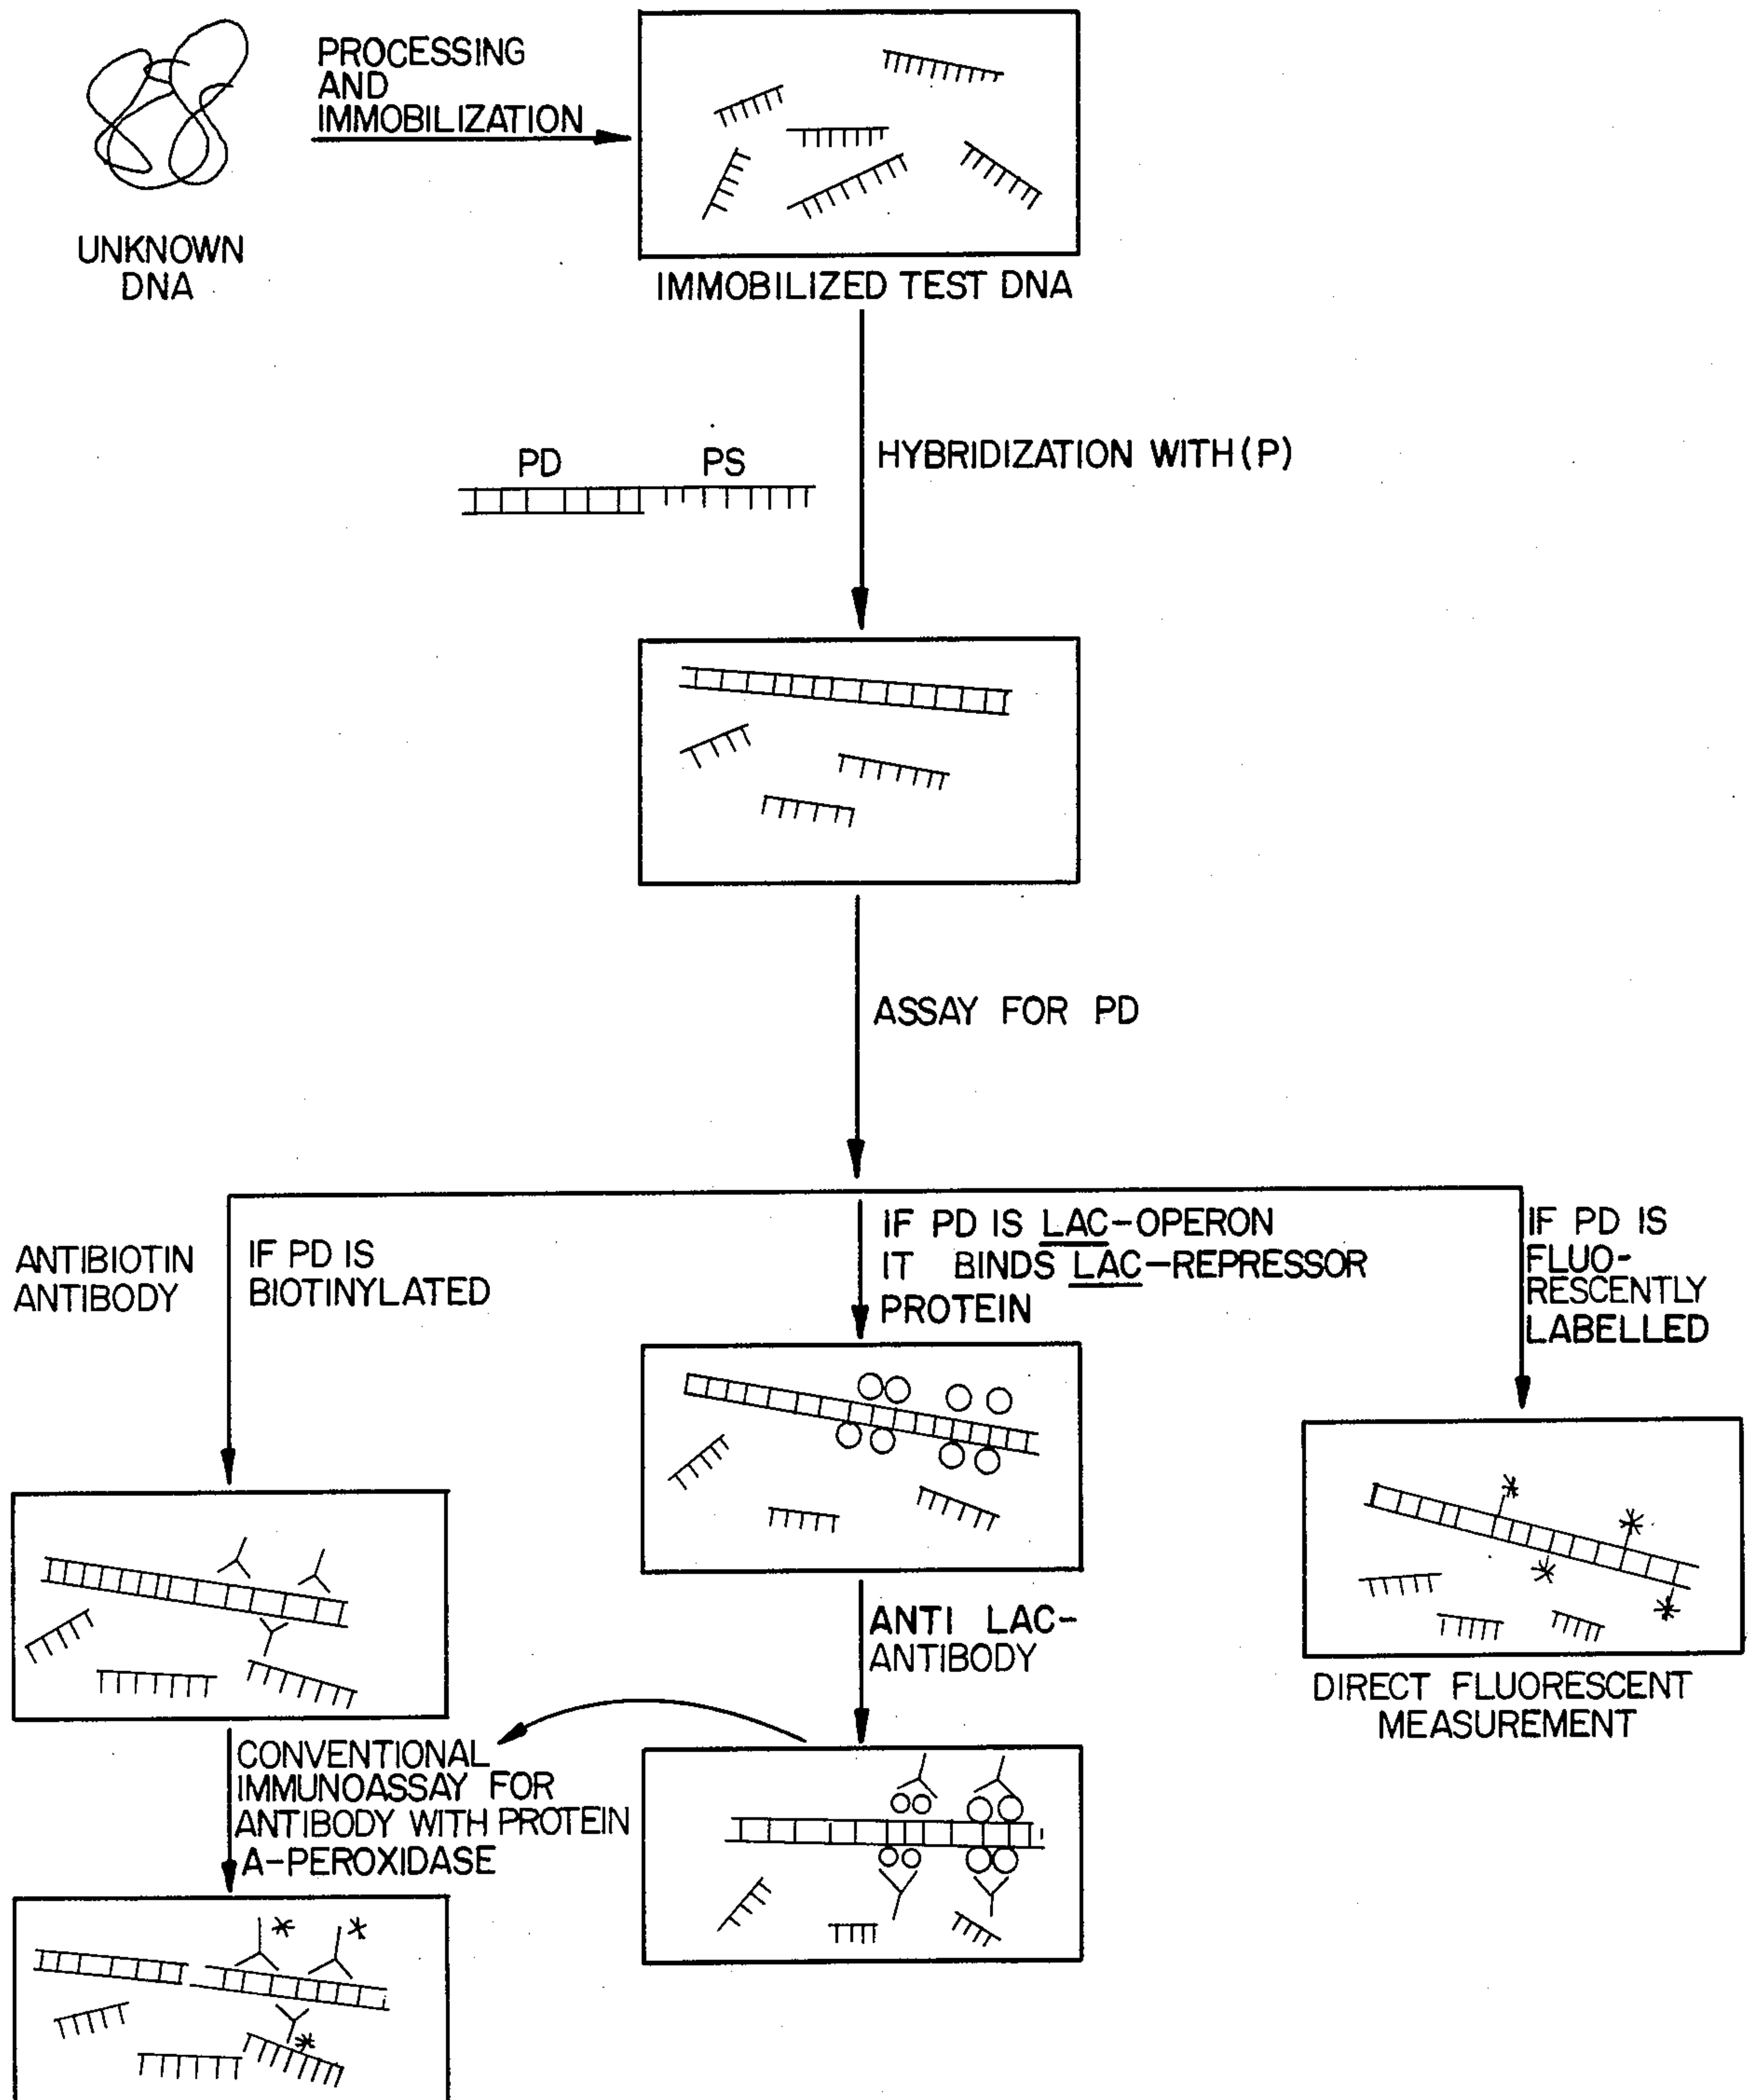 PROCESSING
AND
IMMOBILIZATION
UNKNOWN
DNA
IMMOBILIZED TEST DNA
PD PS
HYBRIDIZATION WITH(P)
ASSAY FOR PD
ANTIBIOTIN
ANTIBODY
IF PD IS
BIOTINYLATED
IF PD IS LAC-OPERON
IT BINDS LAC-REPRESSOR
PROTEIN
IF PD IS
FLUO-
RESCENTLY
LABELLED
ANTI LAC-
ANTIBODY
DIRECT FLUORESCENT
MEASUREMENT
CONVENTIONAL
IMMUNOASSAY FOR
ANTIBODY WITH PROTEIN
A-PEROXIDASE